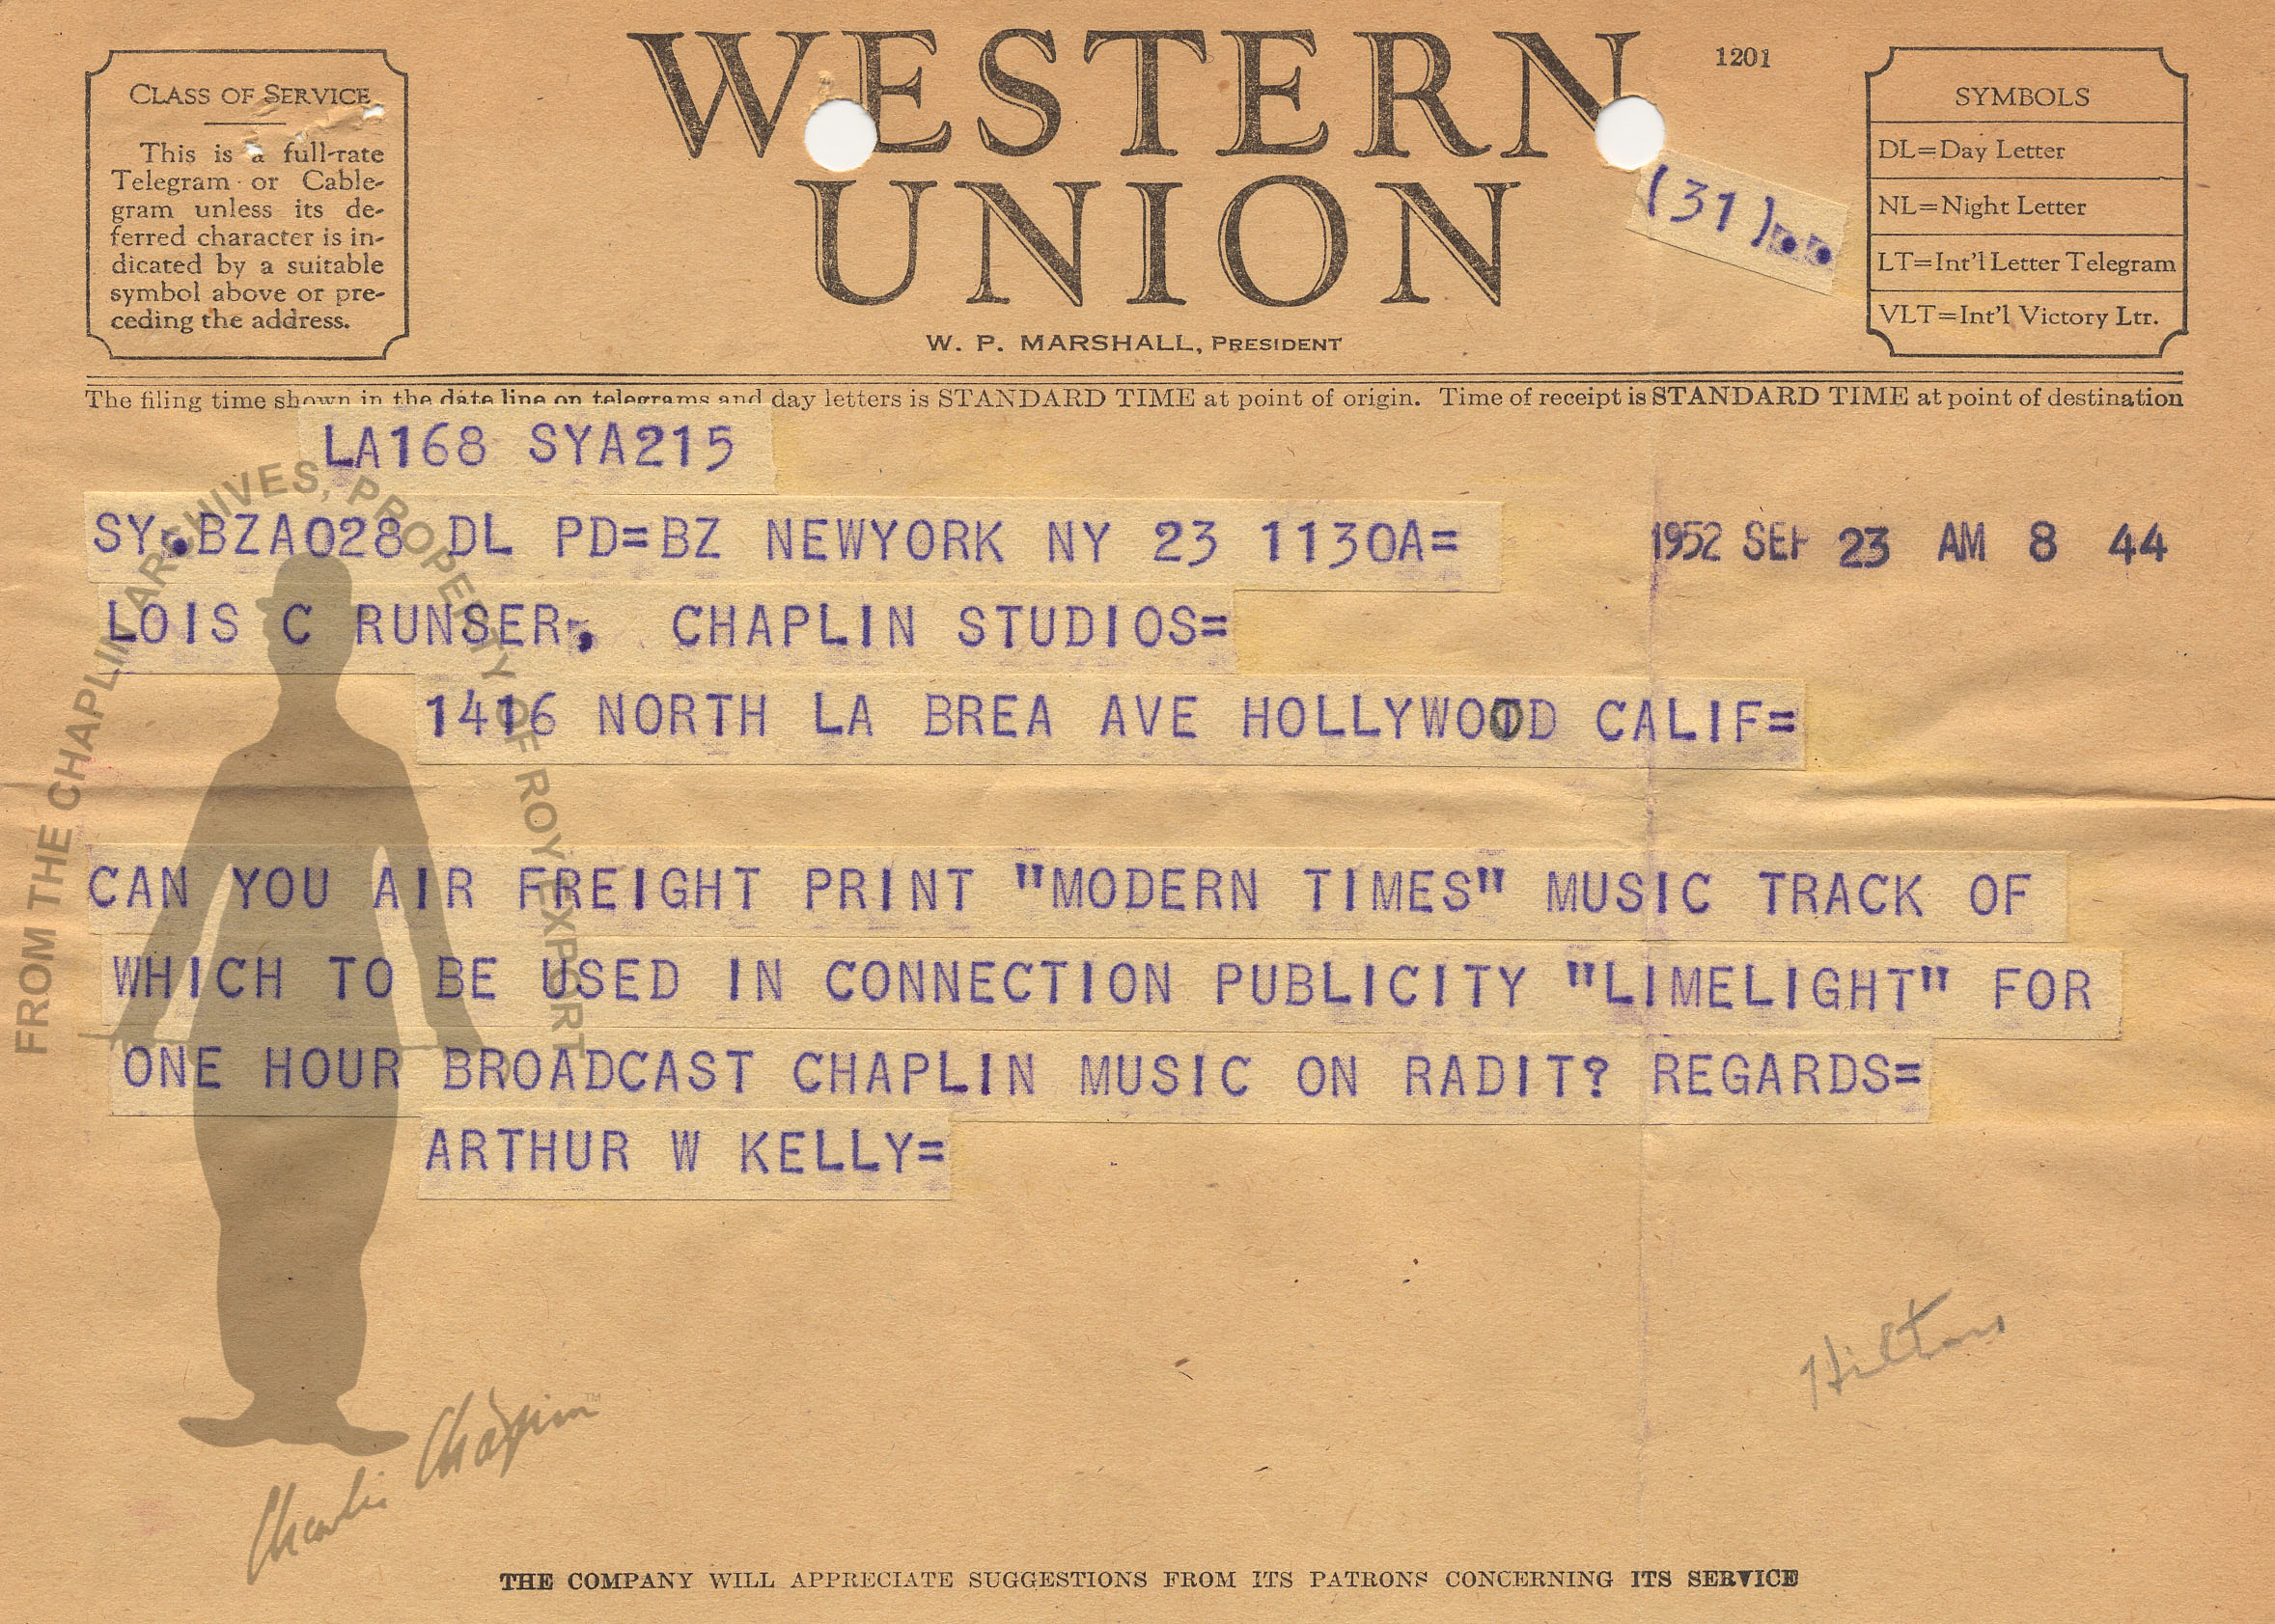 WESTERN
UNION
1201
W. P. MARSHALL, PRESIDENT
CLASS OF SERVICE
This is a full-rate
Telegram or Cable-
gram unless its de-
ferred character is in-
dicated by a suitable
symbol above or pre-
ceding the address.
(31)..
SYMBOLS
DL=Day Letter
NL=Night Letter
LT=Int'l Letter Telegram
VLT=Int'l Victory Ltr.
The filing time shown in the date line on telegrams and day letters is STANDARD TIME at point of origin. Time of receipt is STANDARD TIME at point of destination
LA168 SYA215
SY.BZA028 DL PD=BZ NEWYORK NY 23 1130A=
1952 SEP 23 AM 8 44
LOIS C RUNSER, CHAPLIN STUDIOS=
1416 NORTH LA BREA AVE HOLLYWOOD CALIF=
CAN YOU AIR FREIGHT PRINT "MODERN TIMES" MUSIC TRACK OF
WHICH TO BE USED IN CONNECTION PUBLICITY "LIMELIGHT" FOR
ONE HOUR BROADCAST CHAPLIN MUSIC ON RADIT? REGARDS=
ARTHUR W KELLY=
FROM THE CHAPLIN ARCHIVES, PROPERTY OF ROY EXPORT
Charlie Chaplin™
THE COMPANY WILL APPRECIATE SUGGESTIONS FROM ITS PATRONS CONCERNING ITS SERVICE